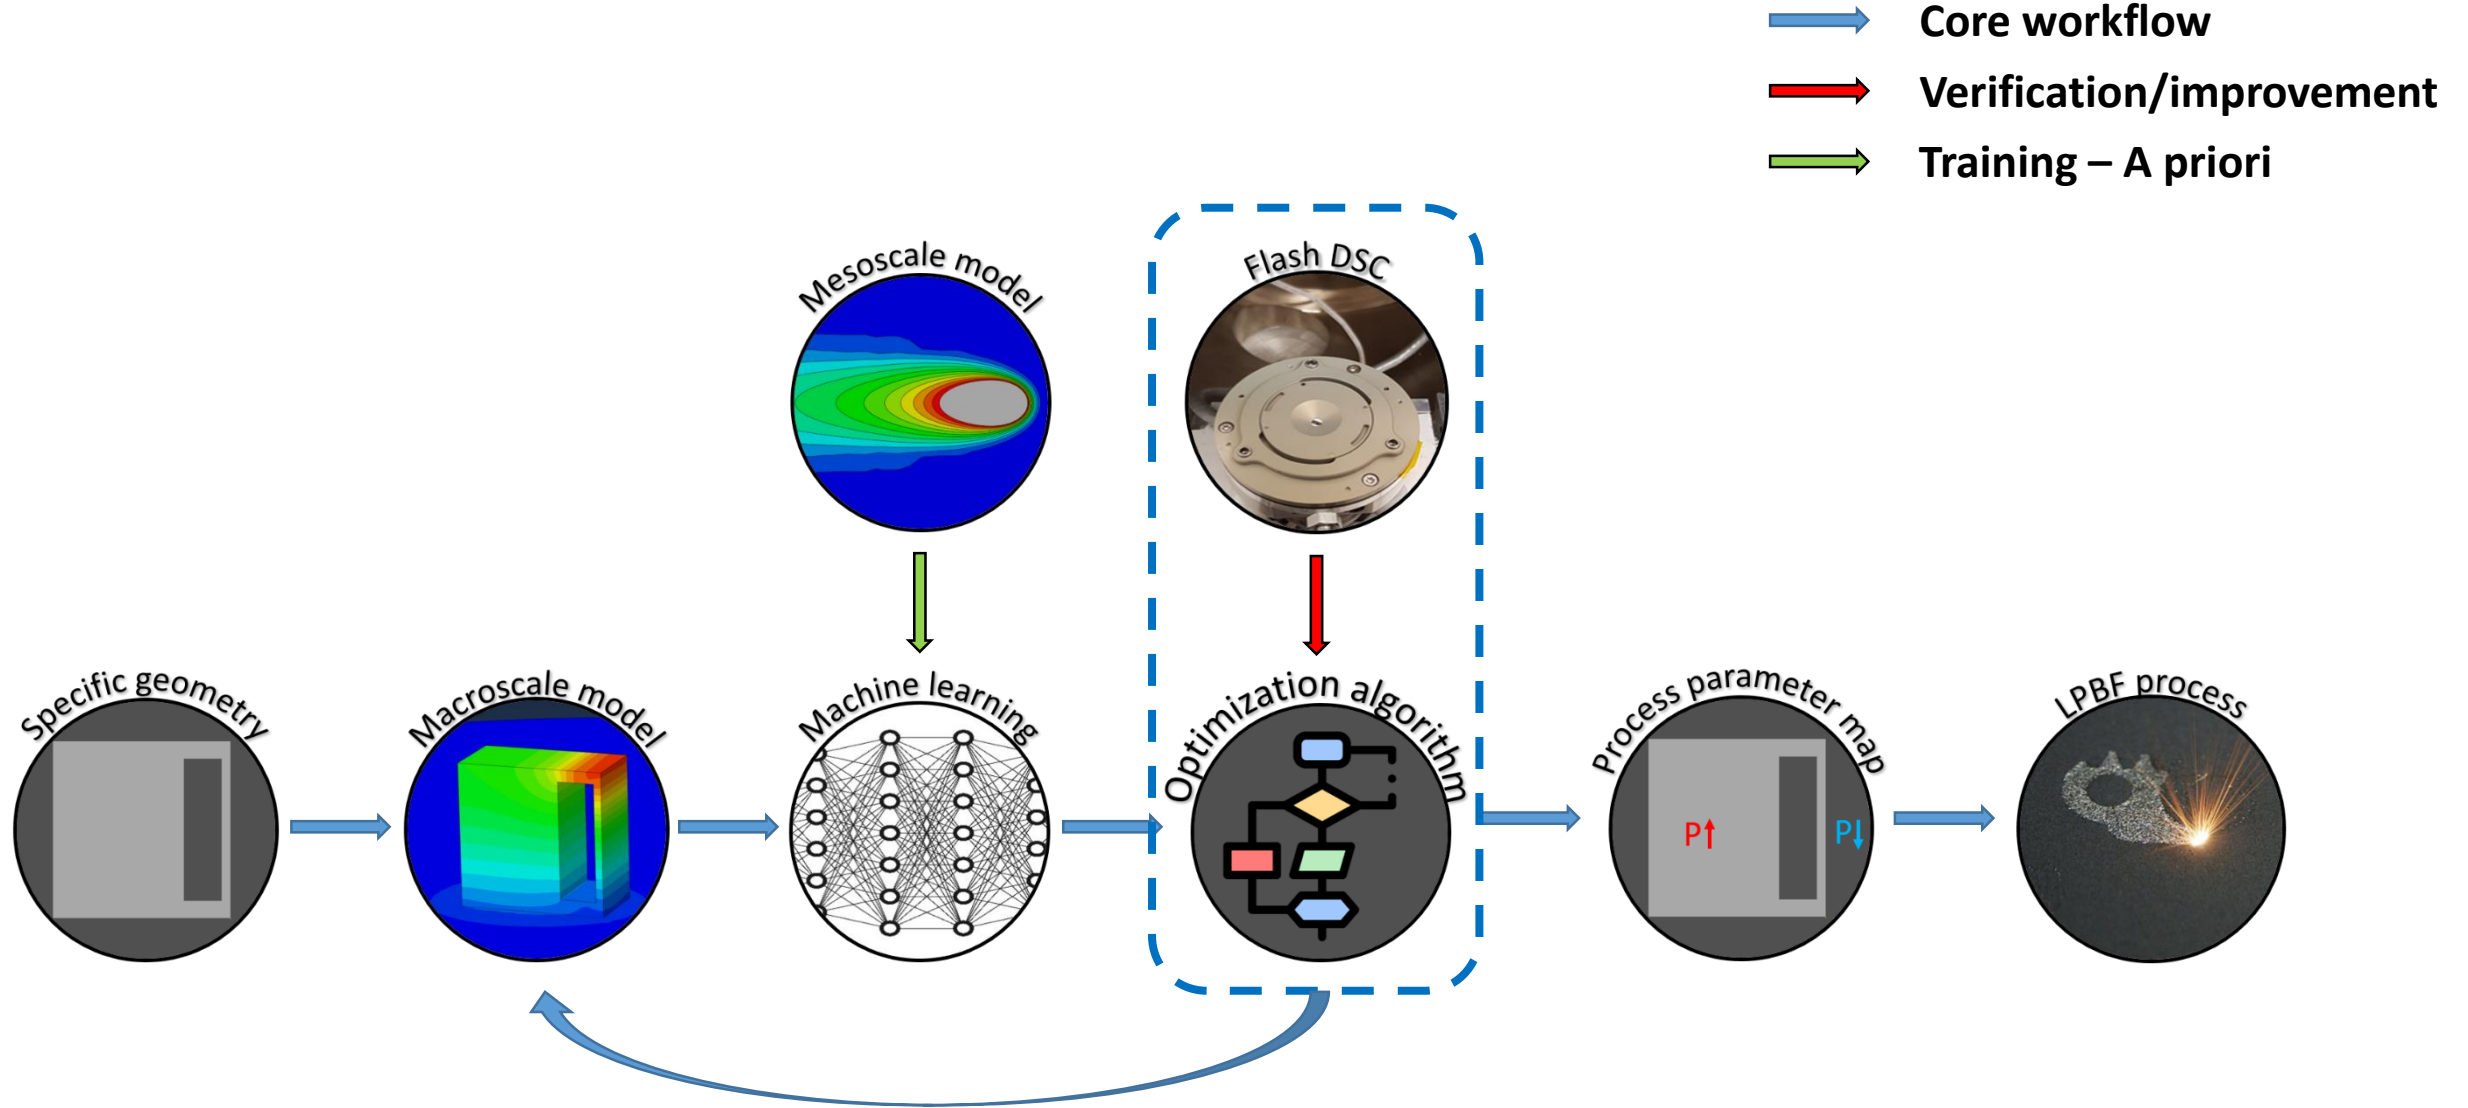 Core workflow
Verification/improvement
Training – A priori
Mesoscale model
Flash DSC
Specific geometry
Macroscale model
Machine learning
Optimization algorithm
Process parameter map
LPBF process
P↑
P↓